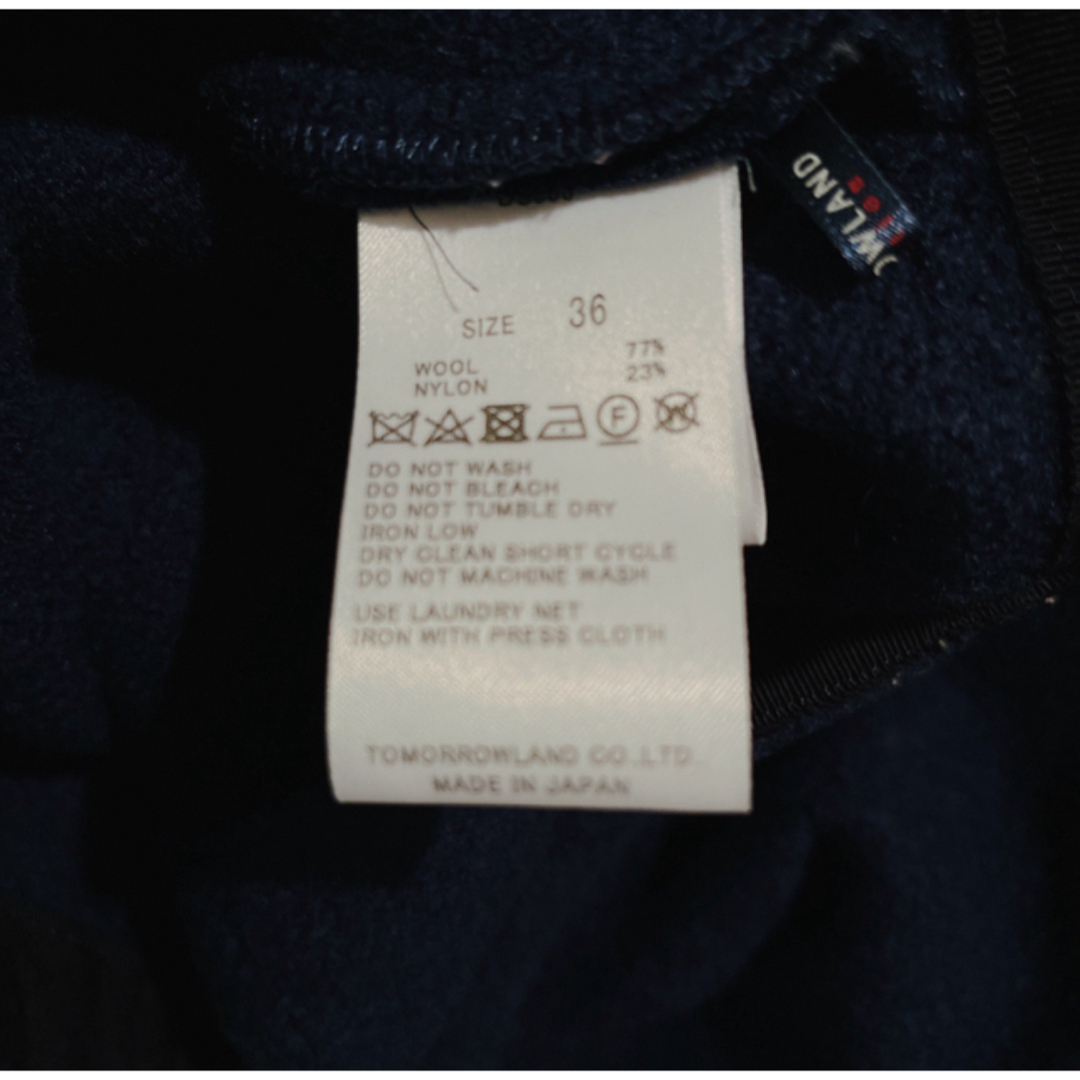 SIZE 36
WOOL 77%
NYLON 23%
F
W
DO NOT WASH
DO NOT BLEACH
DO NOT TUMBLE DRY
IRON LOW
DRY CLEAN SHORT CYCLE
DO NOT MACHINE WASH
USE LAUNDRY NET
IRON WITH PRESS CLOTH
TOMORROWLAND CO.,LTD.
MADE IN JAPAN
OWLAND